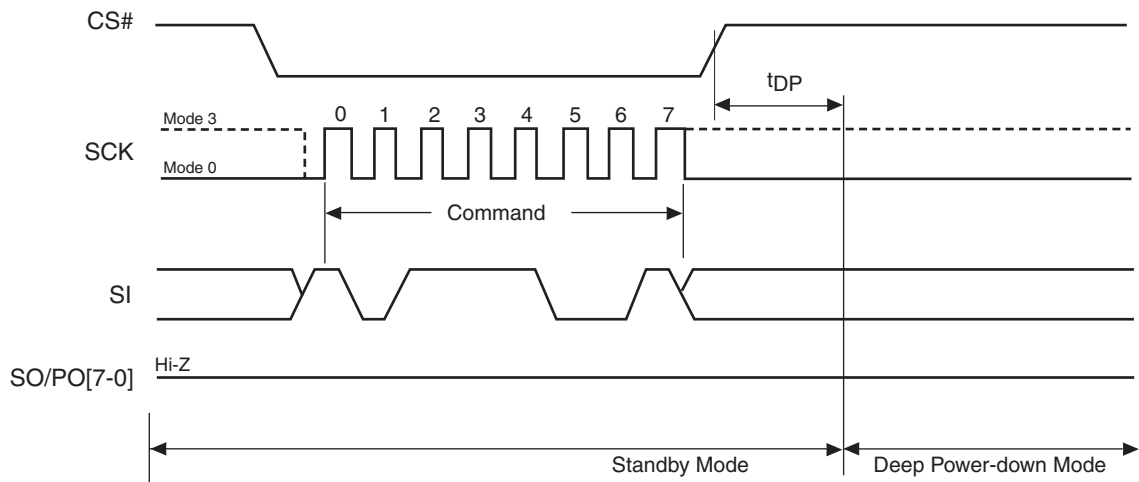 CS#
tDP
Mode 3
0 1 2 3 4 5 6 7
SCK
Mode 0
Command
SI
Hi-Z
SO/PO[7-0]
Standby Mode
Deep Power-down Mode